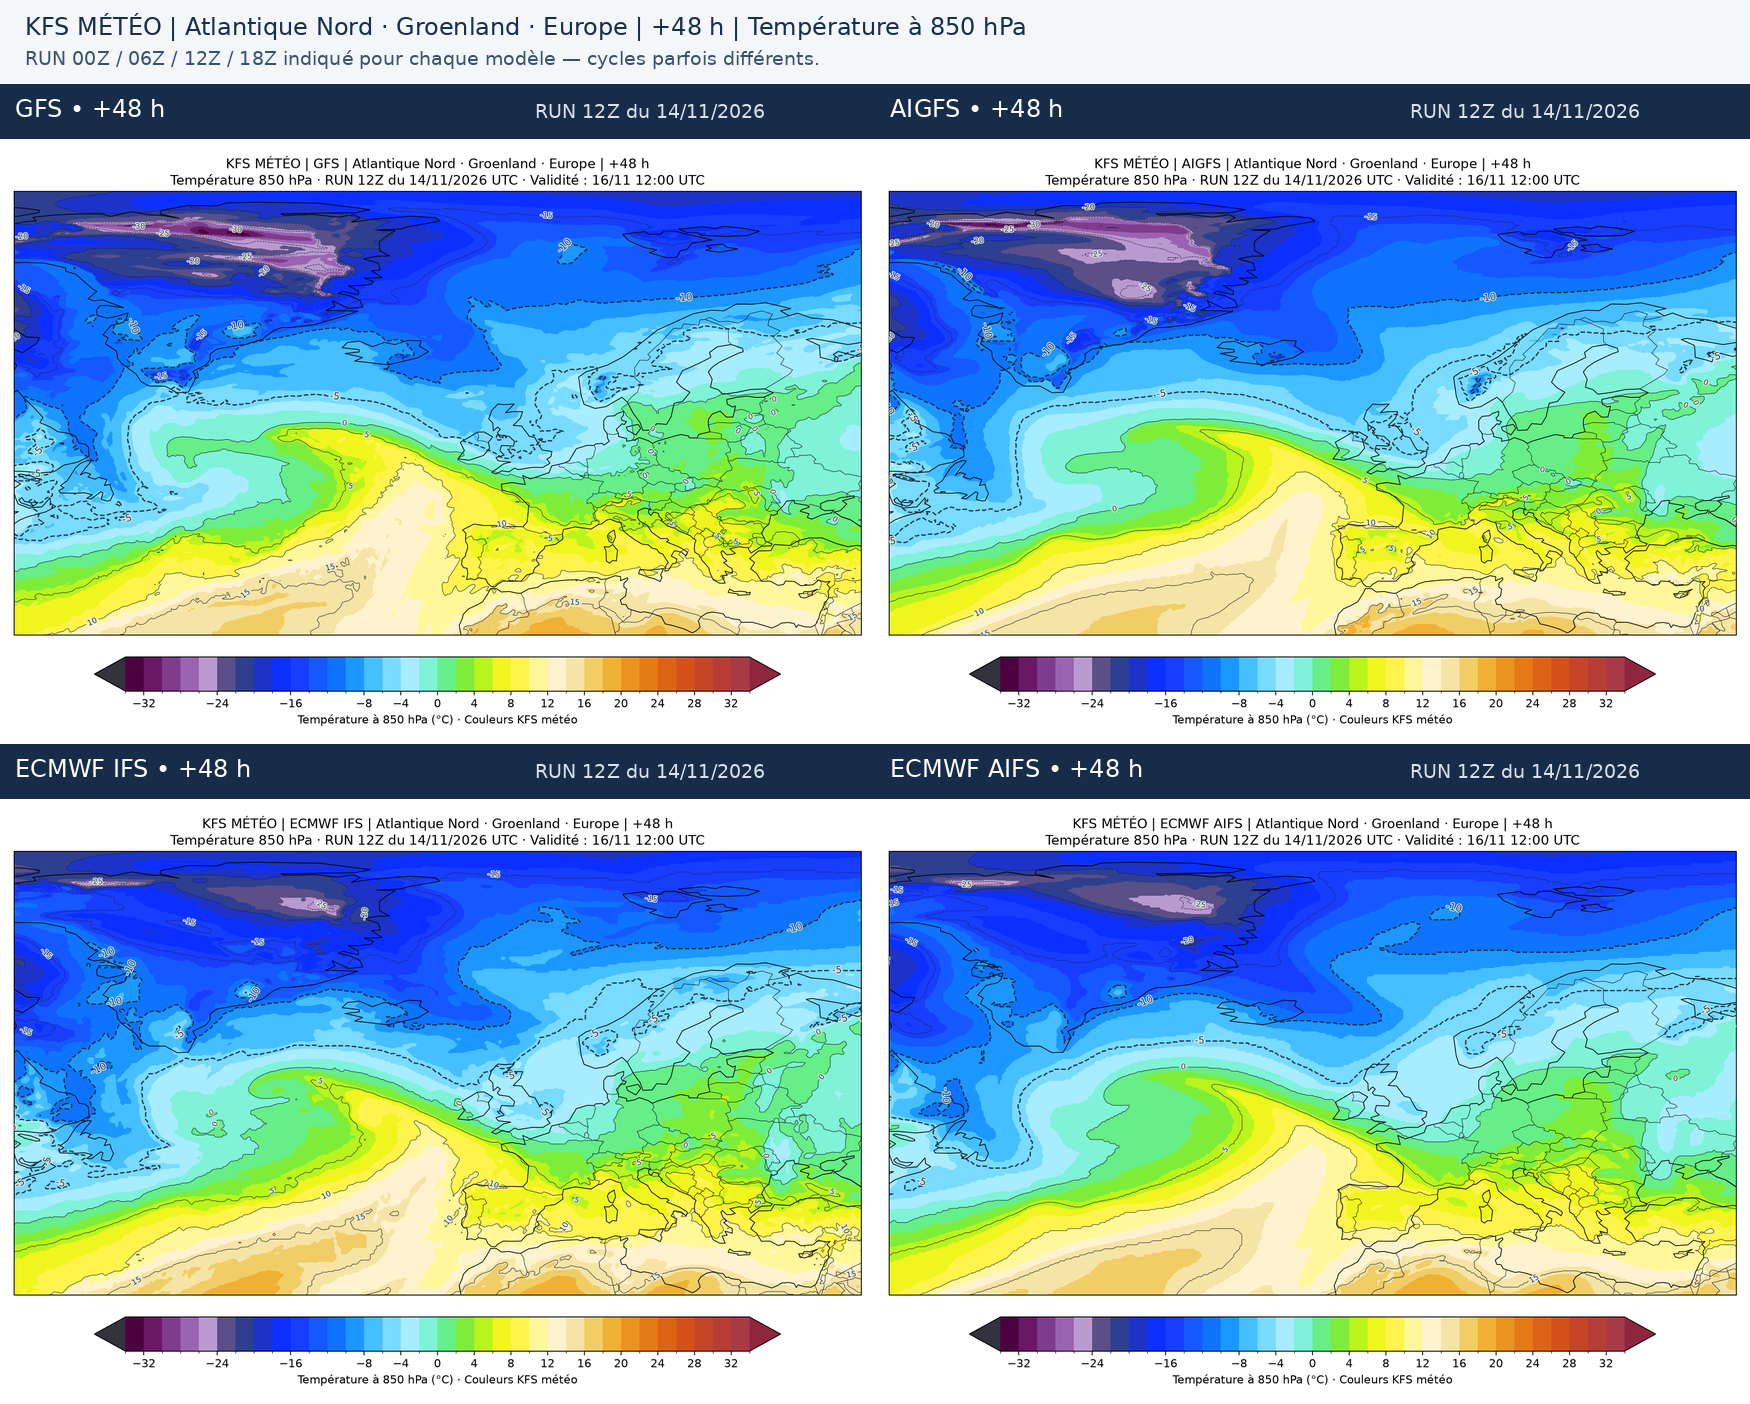 KFS MÉTÉO | Atlantique Nord · Groenland · Europe | +48 h | Température à 850 hPa
RUN 00Z / 06Z / 12Z / 18Z indiqué pour chaque modèle — cycles parfois différents.
GFS • +48 h
RUN 12Z du 14/11/2026
AIGFS • +48 h
RUN 12Z du 14/11/2026
KFS MÉTÉO | GFS | Atlantique Nord · Groenland · Europe | +48 h
Température 850 hPa · RUN 12Z du 14/11/2026 UTC · Validité : 16/11 12:00 UTC
KFS MÉTÉO | AIGFS | Atlantique Nord · Groenland · Europe | +48 h
Température 850 hPa · RUN 12Z du 14/11/2026 UTC · Validité : 16/11 12:00 UTC
−32 −24 −16 −8 −4 0 4 8 12 16 20 24 28 32
Température à 850 hPa (°C) · Couleurs KFS météo
−32 −24 −16 −8 −4 0 4 8 12 16 20 24 28 32
Température à 850 hPa (°C) · Couleurs KFS météo
ECMWF IFS • +48 h
RUN 12Z du 14/11/2026
ECMWF AIFS • +48 h
RUN 12Z du 14/11/2026
KFS MÉTÉO | ECMWF IFS | Atlantique Nord · Groenland · Europe | +48 h
Température 850 hPa · RUN 12Z du 14/11/2026 UTC · Validité : 16/11 12:00 UTC
KFS MÉTÉO | ECMWF AIFS | Atlantique Nord · Groenland · Europe | +48 h
Température 850 hPa · RUN 12Z du 14/11/2026 UTC · Validité : 16/11 12:00 UTC
−32 −24 −16 −8 −4 0 4 8 12 16 20 24 28 32
Température à 850 hPa (°C) · Couleurs KFS météo
−32 −24 −16 −8 −4 0 4 8 12 16 20 24 28 32
Température à 850 hPa (°C) · Couleurs KFS météo